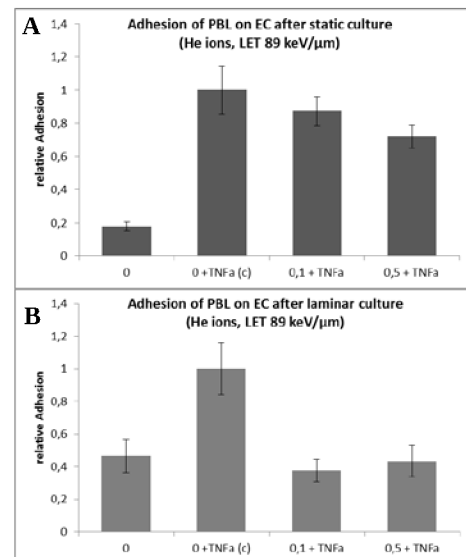 A
Adhesion of PBL on EC after static culture
(He ions, LET 89 keV/µm)
relative Adhesion
1,4
1,2
1
0,8
0,6
0,4
0,2
0
0
0 +TNFa (c)
0,1 + TNFa
0,5 + TNFa
B
Adhesion of PBL on EC after laminar culture
(He ions, LET 89 keV/µm)
relative Adhesion
1,4
1,2
1
0,8
0,6
0,4
0,2
0
0
0 +TNFa (c)
0,1 + TNFa
0,5 + TNFa